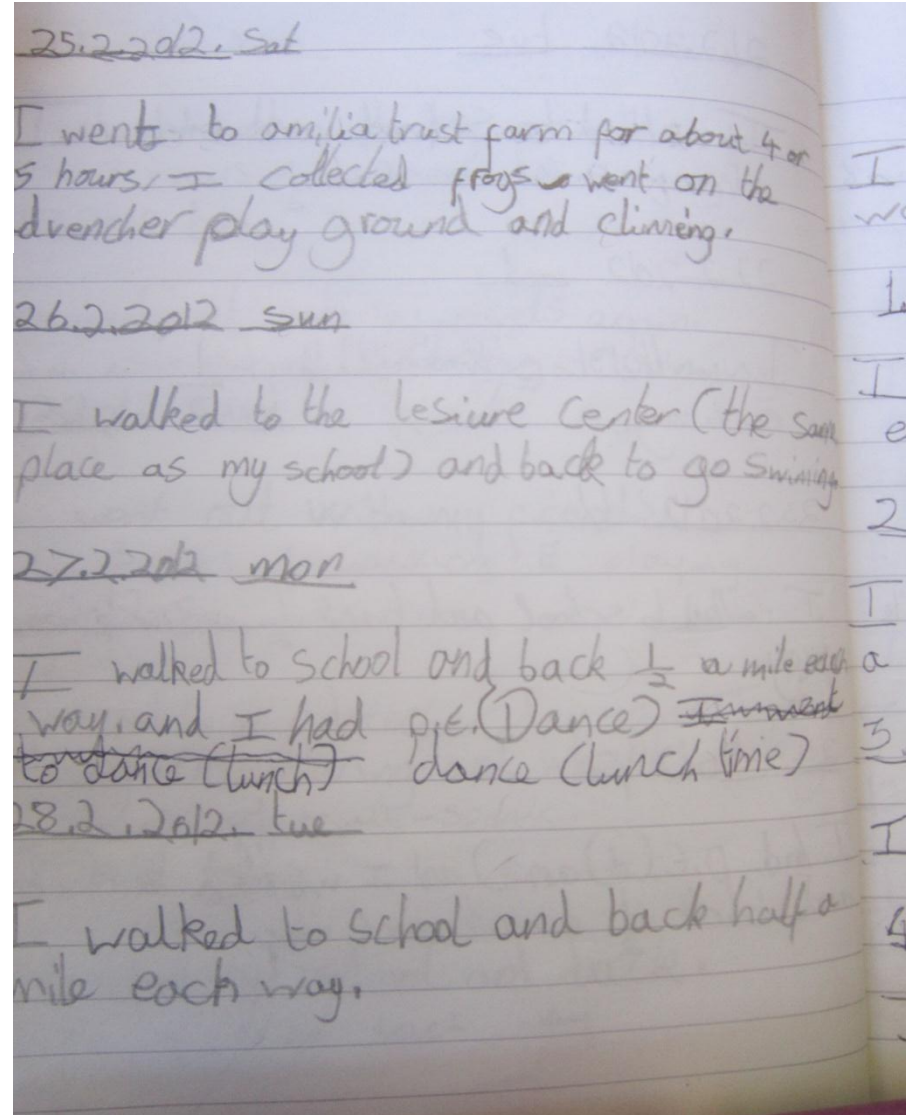 25.2.2012. Sat
I went to amilia trust farm for about 4 or
5 hours, I collected frogs went on the
dvencher play ground and climing.
26.2.2012 sun
I walked to the Lesiure Center (the same
place as my school) and back to go Swiming
27.2.2012 mon
I walked to school and back 1/2 a mile each
way. and I had p.E. (Dance)
to dance (lunch) dance (lunch time)
28.2.2012. tue
I walked to School and back half a
mile each way.
I
1
I
e
2
I
a
3
I
4